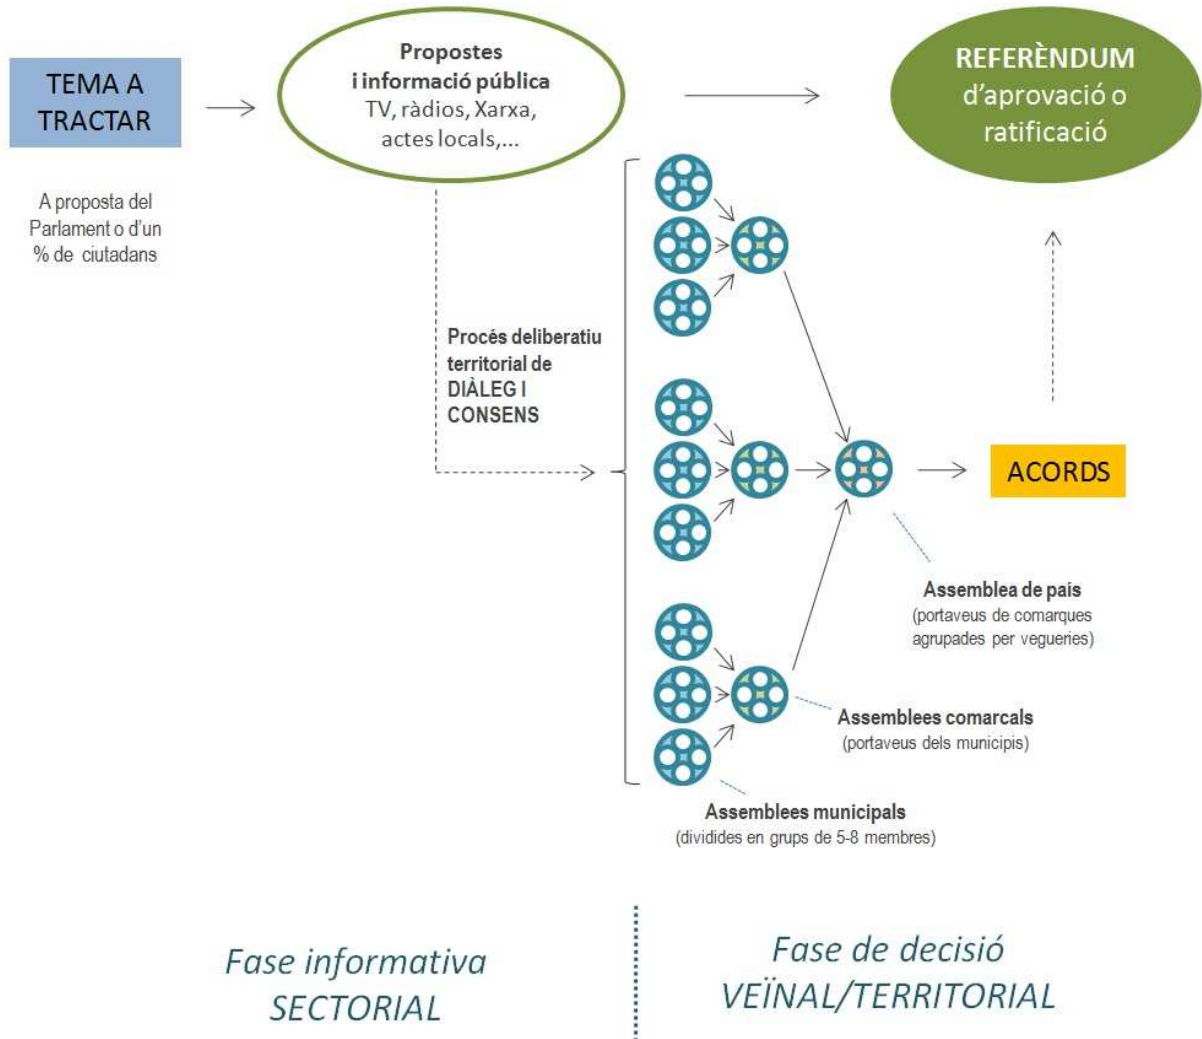 TEMA A
TRACTAR
A proposta del
Parlament o d'un
% de ciutadans
Propostes
i informació pública
TV, ràdios, Xarxa,
actes locals,...
REFERÈNDUM
d'aprovació o
ratificació
Procés deliberatiu
territorial de
DIÀLEG I
CONSENS
ACORDS
Assemblea de país
(portaveus de comarques
agrupades per vegueries)
Assemblees comarcals
(portaveus dels municipis)
Assemblees municipals
(dividides en grups de 5-8 membres)
Fase informativa
SECTORIAL
Fase de decisió
VEÏNAL/TERRITORIAL